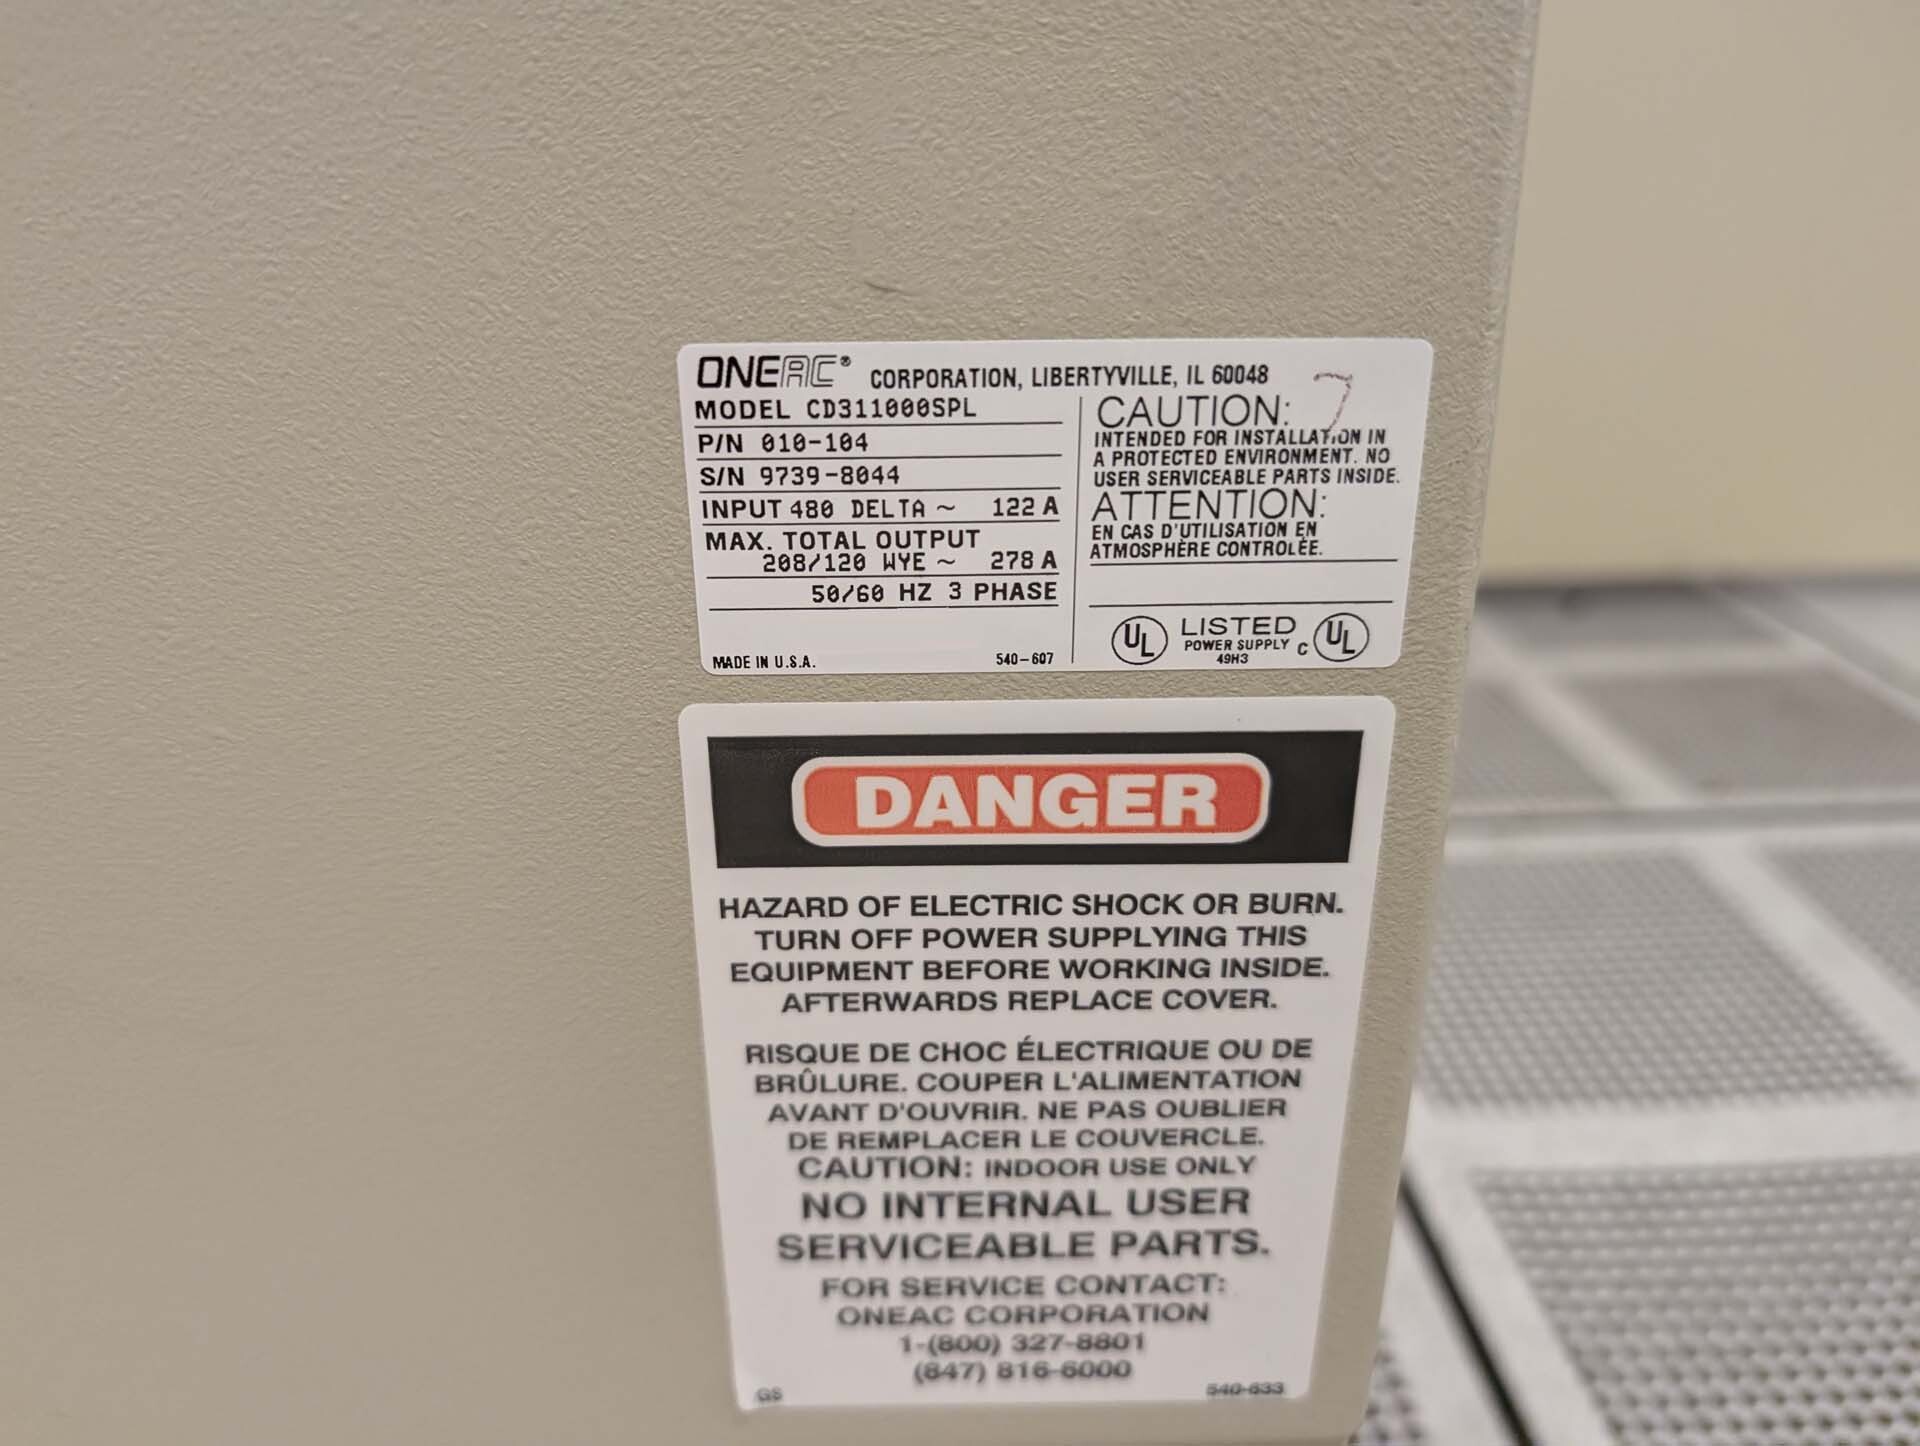 ONEAC® CORPORATION, LIBERTYVILLE, IL 60048
MODEL CD311000SPL
P/N 010-104
S/N 9739-8044
INPUT 480 DELTA ~ 122 A
MAX. TOTAL OUTPUT
208/120 WYE ~ 278 A
50/60 HZ 3 PHASE
MADE IN U.S.A. 540-607
7
CAUTION:
INTENDED FOR INSTALLATION IN
A PROTECTED ENVIRONMENT. NO
USER SERVICEABLE PARTS INSIDE.
ATTENTION:
EN CAS D'UTILISATION EN
ATMOSPHÈRE CONTROLÉE.
UL LISTED C UL
POWER SUPPLY
49H3
DANGER
HAZARD OF ELECTRIC SHOCK OR BURN.
TURN OFF POWER SUPPLYING THIS
EQUIPMENT BEFORE WORKING INSIDE.
AFTERWARDS REPLACE COVER.
RISQUE DE CHOC ÉLECTRIQUE OU DE
BRÛLURE. COUPER L'ALIMENTATION
AVANT D'OUVRIR. NE PAS OUBLIER
DE REMPLACER LE COUVERCLE.
CAUTION: INDOOR USE ONLY
NO INTERNAL USER
SERVICEABLE PARTS.
FOR SERVICE CONTACT:
ONEAC CORPORATION
1-(800) 327-8801
(847) 816-6000
GS 540-633